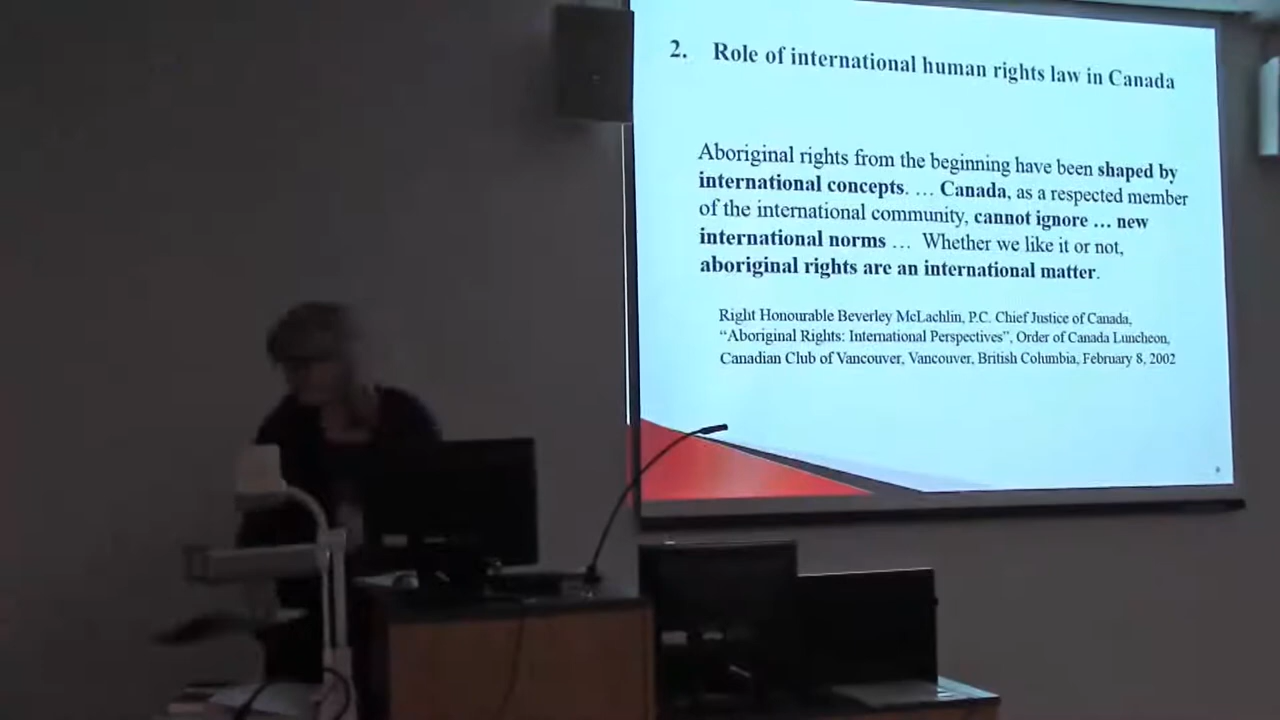 2. Role of international human rights law in Canada
Aboriginal rights from the beginning have been shaped by
international concepts. … Canada, as a respected member
of the international community, cannot ignore … new
international norms … Whether we like it or not,
aboriginal rights are an international matter.
Right Honourable Beverley McLachlin, P.C. Chief Justice of Canada,
“Aboriginal Rights: International Perspectives”, Order of Canada Luncheon,
Canadian Club of Vancouver, Vancouver, British Columbia, February 8, 2002